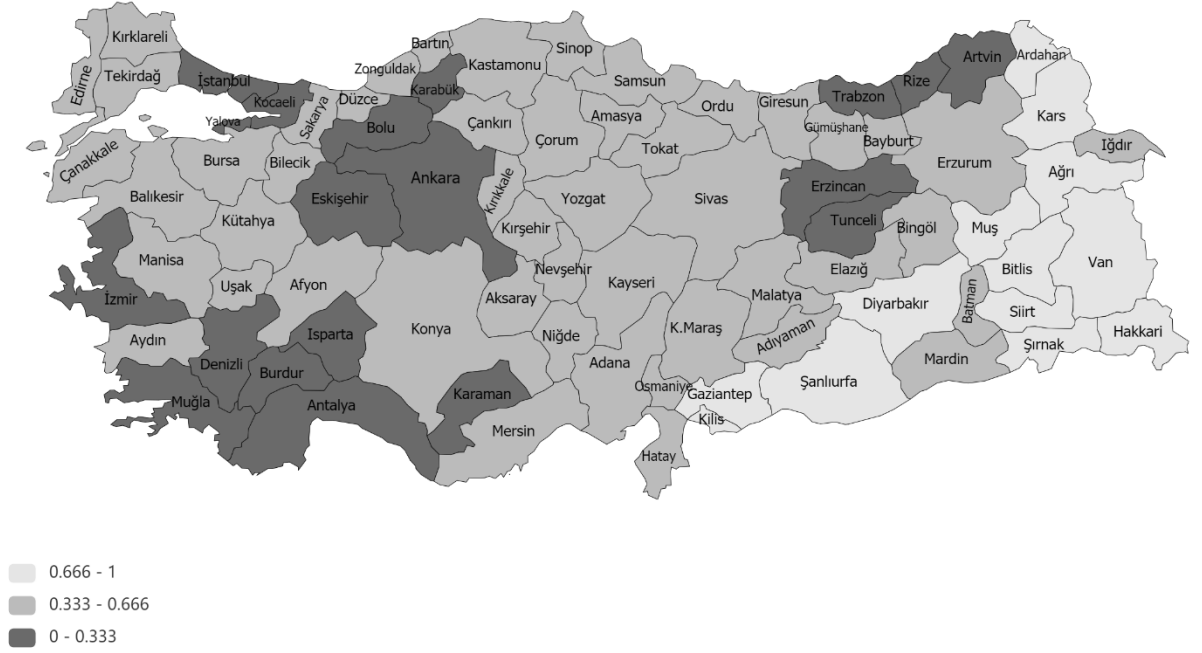 Kırklareli
Edirne
Tekirdağ
İstanbul
Kocaeli
Yalova
Sakarya
Düzce
Zonguldak
Bartın
Karabük
Kastamonu
Sinop
Samsun
Ordu
Giresun
Trabzon
Rize
Artvin
Ardahan
Kars
Iğdır
Ağrı
Erzurum
Bayburt
Gümüşhane
Tokat
Amasya
Çorum
Çankırı
Bolu
Bilecik
Bursa
Çanakkale
Balıkesir
Kütahya
Eskişehir
Ankara
Kırıkkale
Kırşehir
Yozgat
Sivas
Erzincan
Tunceli
Bingöl
Muş
Bitlis
Van
Hakkari
Şırnak
Siirt
Batman
Diyarbakır
Elazığ
Malatya
Kayseri
Nevşehir
Aksaray
Konya
Afyon
Uşak
Manisa
İzmir
Aydın
Denizli
Isparta
Burdur
Muğla
Antalya
Karaman
Mersin
Niğde
Adana
K.Maraş
Osmaniye
Hatay
Gaziantep
Kilis
Adıyaman
Şanlıurfa
Mardin
0.666 - 1
0.333 - 0.666
0 - 0.333